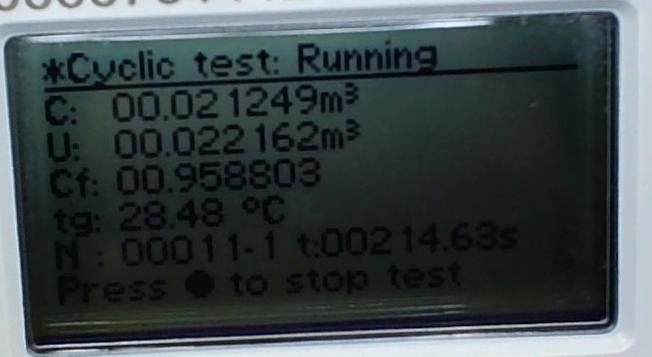 *Cyclic test: Running
C: 00.021249m³
U: 00.022162m³
Cf: 00.958803
tg: 28.48 °C
N : 00011-1 t:00214.63s
Press ● to stop test